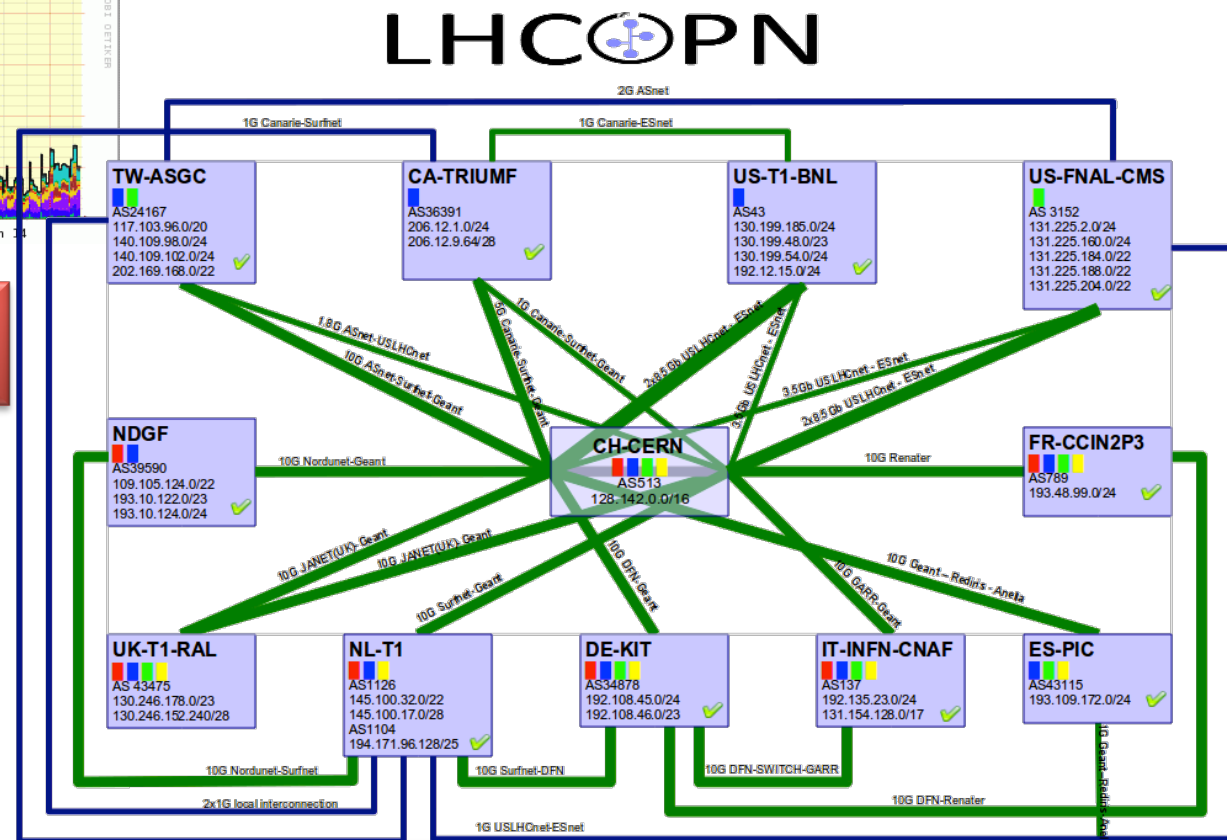 LHCOPN
OBI OETIKER
2G ASnet
1G Canarie-Surfnet
1G Canarie-ESnet
TW-ASGC
AS24167
117.103.96.0/20
140.109.98.0/24
140.109.102.0/24
202.169.168.0/22
CA-TRIUMF
AS36391
206.12.1.0/24
206.12.9.64/28
US-T1-BNL
AS43
130.199.185.0/24
130.199.48.0/23
130.199.54.0/24
192.12.15.0/24
US-FNAL-CMS
AS 3152
131.225.2.0/24
131.225.160.0/24
131.225.184.0/22
131.225.188.0/22
131.225.204.0/22
1.8G ASnet-USLHCnet
10G ASnet-Surfnet-Geant
5G Canarie-Surfnet-Geant
1G Canarie-Surfnet-Geant
2x8.5 Gb USLHCnet - ESnet
3.5Gb USLHCnet - ESnet
3.5Gb USLHCnet - ESnet
2x8.5 Gb USLHCnet - ESnet
NDGF
AS39590
109.105.124.0/22
193.10.122.0/23
193.10.124.0/24
10G Nordunet-Geant
CH-CERN
AS513
128.142.0.0/16
10G Renater
FR-CCIN2P3
AS789
193.48.99.0/24
10G JANET(UK)- Geant
10G JANET(UK)- Geant
10G Surfnet-Geant
10G DFN-Geant
10G GARR-Geant
10G Geant – Rediris - Anella
UK-T1-RAL
AS 43475
130.246.178.0/23
130.246.152.240/28
NL-T1
AS1126
145.100.32.0/22
145.100.17.0/28
AS1104
194.171.96.128/25
DE-KIT
AS34878
192.108.45.0/24
192.108.46.0/23
IT-INFN-CNAF
AS137
192.135.23.0/24
131.154.128.0/17
ES-PIC
AS43115
193.109.172.0/24
10G Nordunet-Surfnet
10G Surfnet-DFN
10G DFN-SWITCH-GARR
2x1G local interconnection
10G DFN-Renater
1G USLHCnet-ESnet
1G Geant–Rediris-Ane